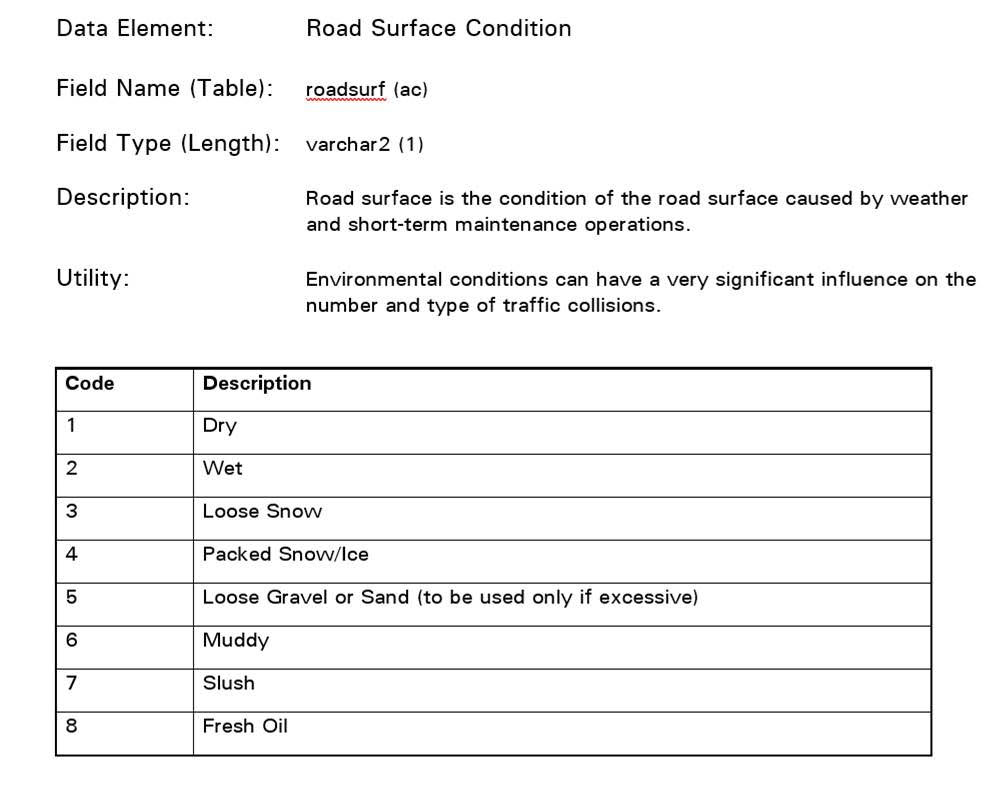 Data Element: Road Surface Condition
Field Name (Table): roadsurf (ac)
Field Type (Length): varchar2 (1)
Description: Road surface is the condition of the road surface caused by weather
and short-term maintenance operations.
Utility: Environmental conditions can have a very significant influence on the
number and type of traffic collisions.
Code Description
1 Dry
2 Wet
3 Loose Snow
4 Packed Snow/Ice
5 Loose Gravel or Sand (to be used only if excessive)
6 Muddy
7 Slush
8 Fresh Oil